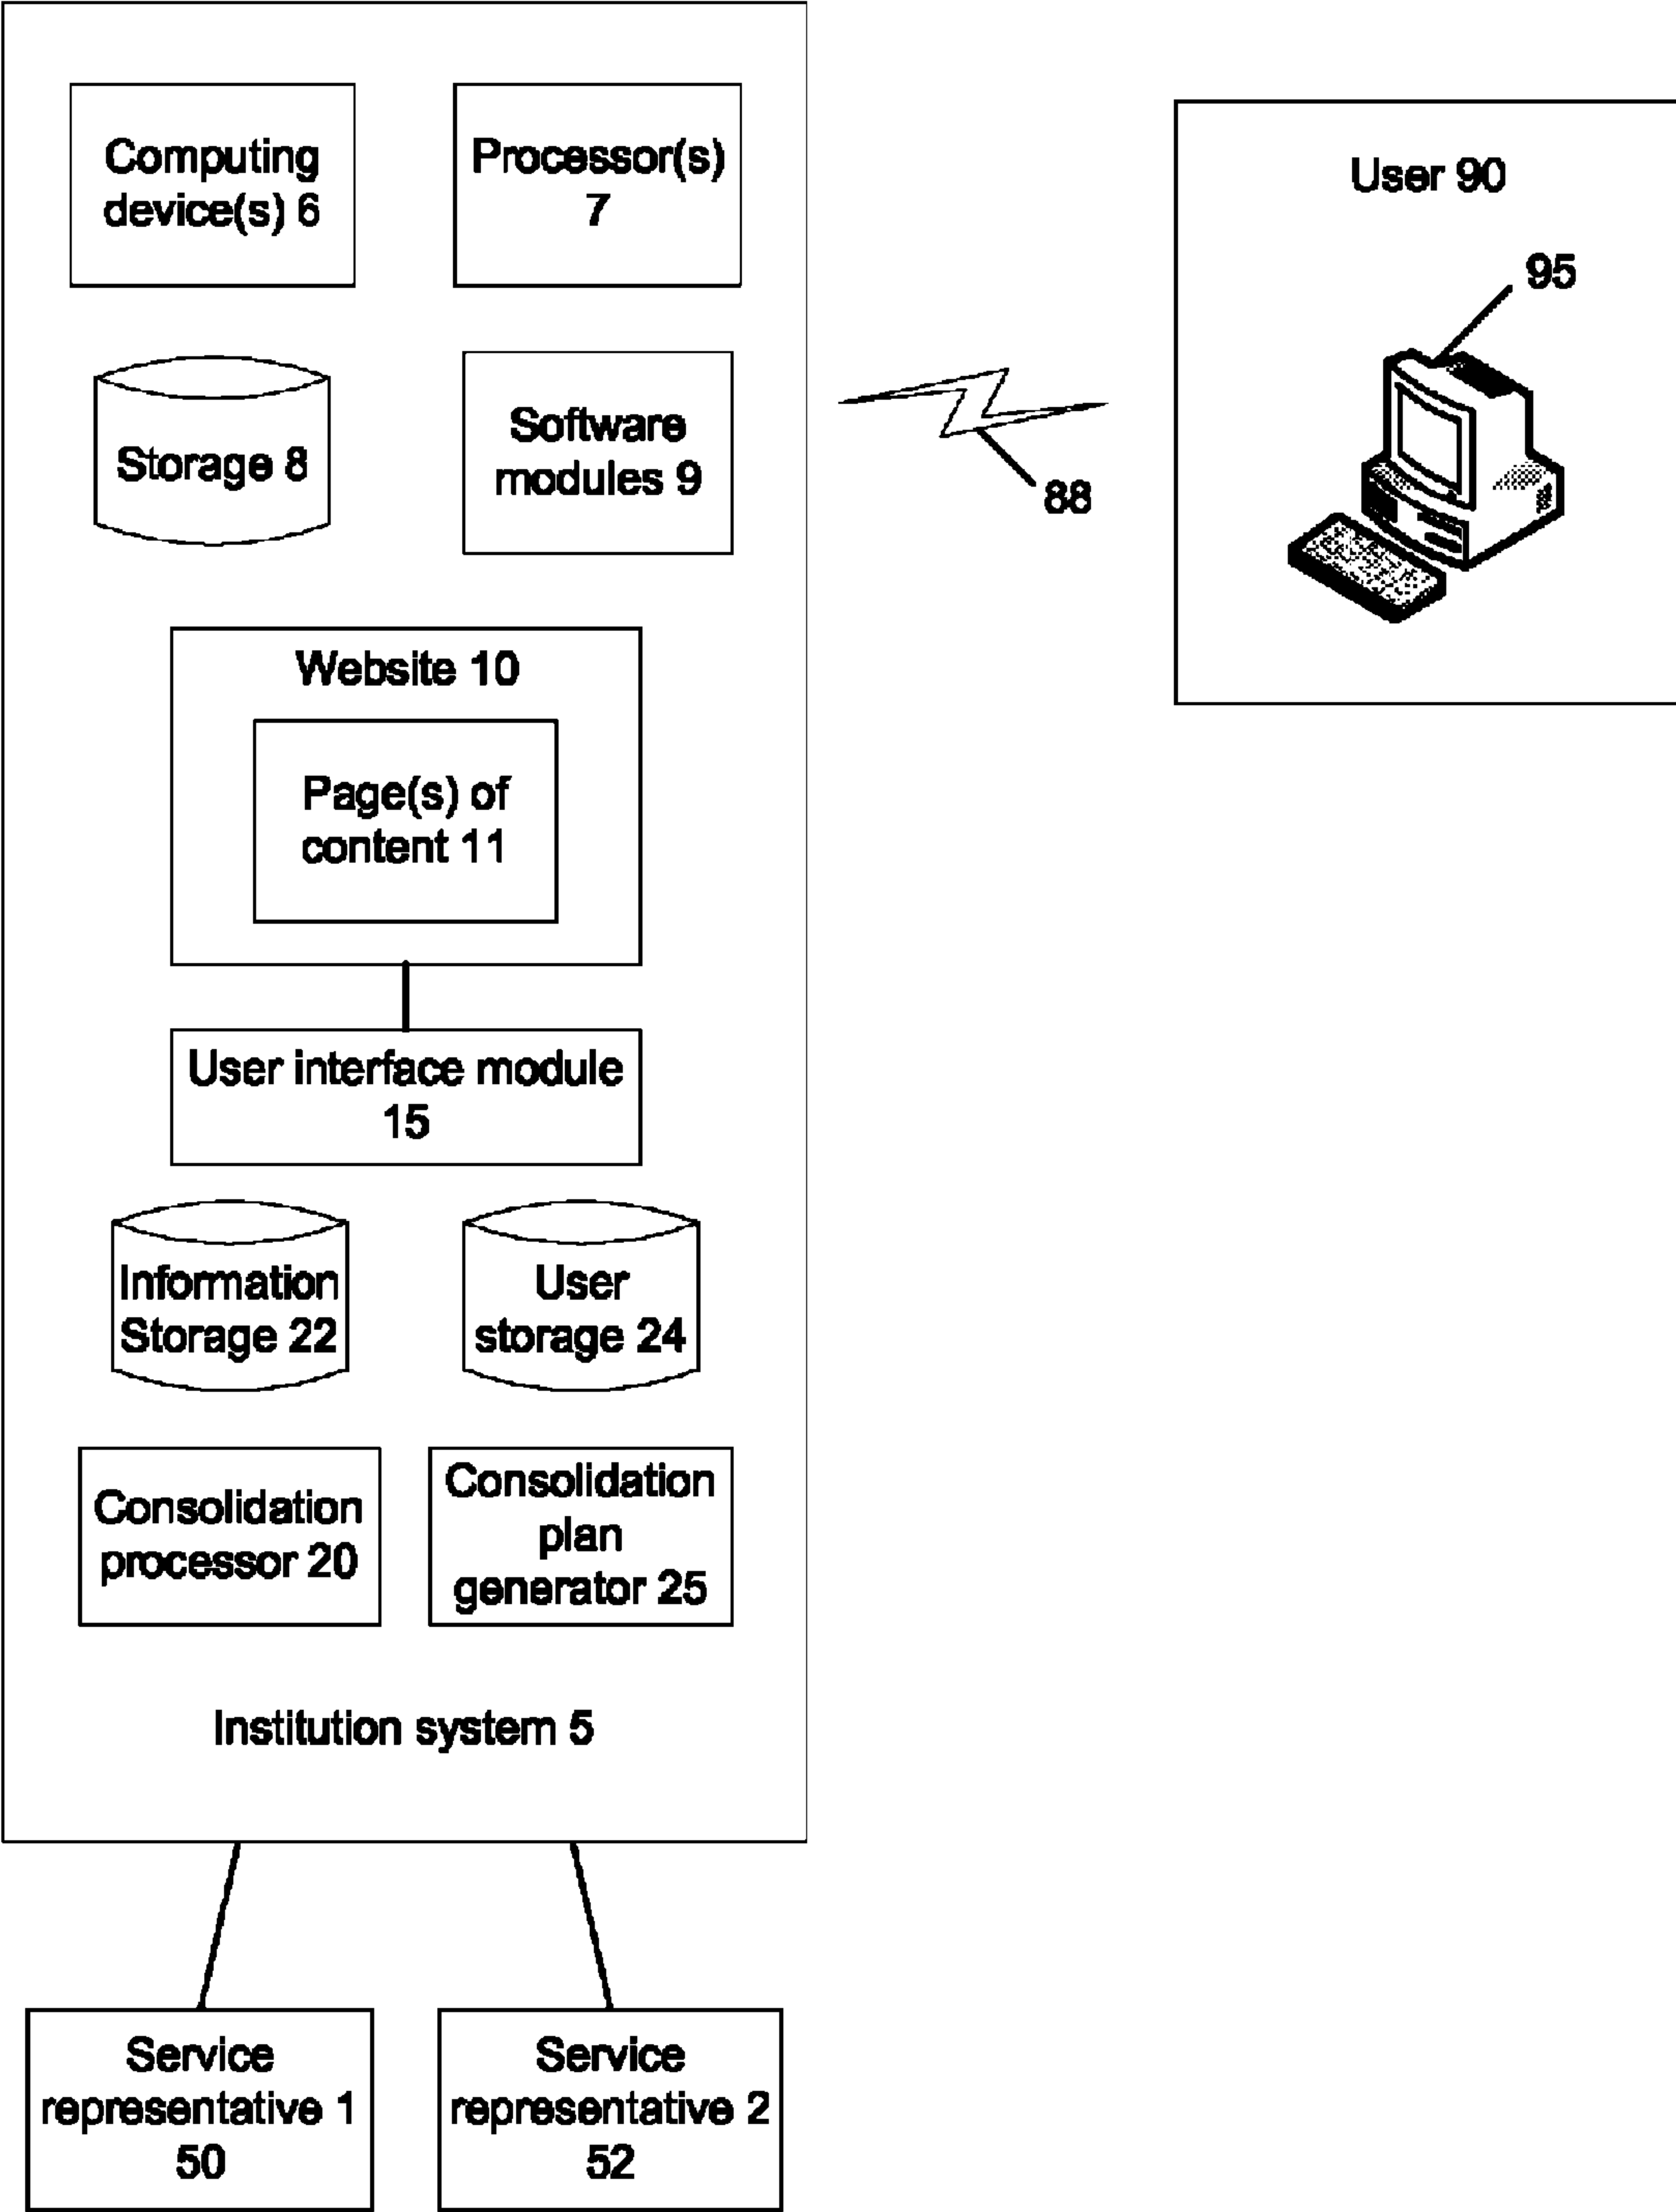 Computing
device(s) 6
Processor(s)
7
User 90
95
Storage 8
Software
modules 9
88
Website 10
Page(s) of
content 11
User interface module
15
Information
Storage 22
User
storage 24
Consolidation
processor 20
Consolidation
plan
generator 25
Institution system 5
Service
representative 1
50
Service
representative 2
52